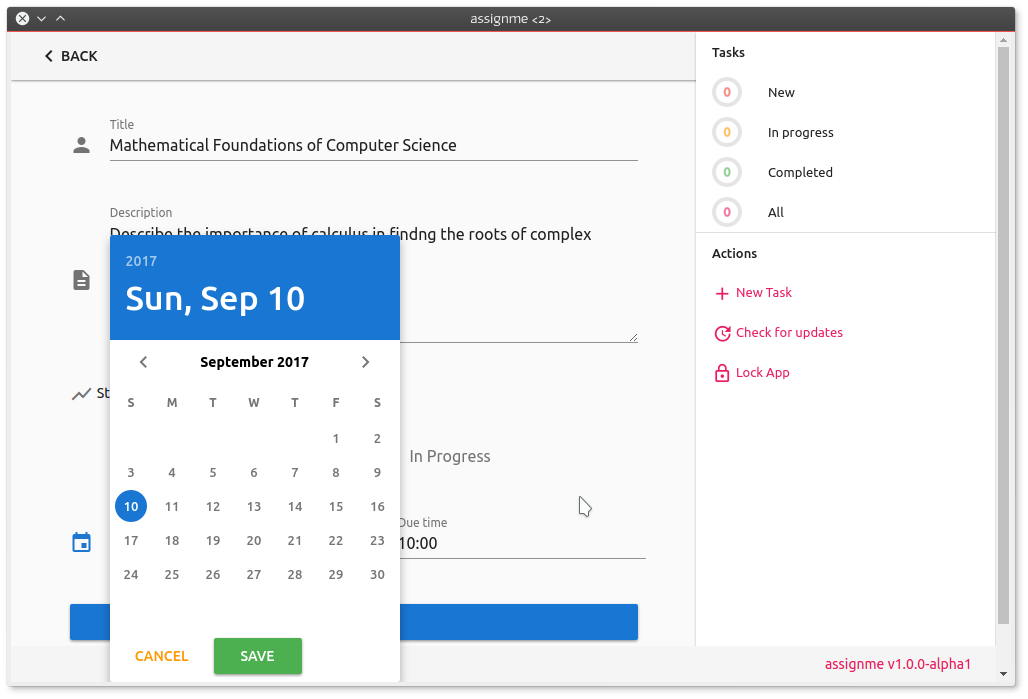 assignme <2>
BACK
Title
Mathematical Foundations of Computer Science
Description
Describe the importance of calculus in findng the roots of complex
2017
Sun, Sep 10
September 2017
S M T W T F S
1 2
3 4 5 6 7 8 9
10 11 12 13 14 15 16
17 18 19 20 21 22 23
24 25 26 27 28 29 30
CANCEL SAVE
St
In Progress
Due time
10:00
Tasks
0 New
0 In progress
0 Completed
0 All
Actions
New Task
Check for updates
Lock App
assignme v1.0.0-alpha1